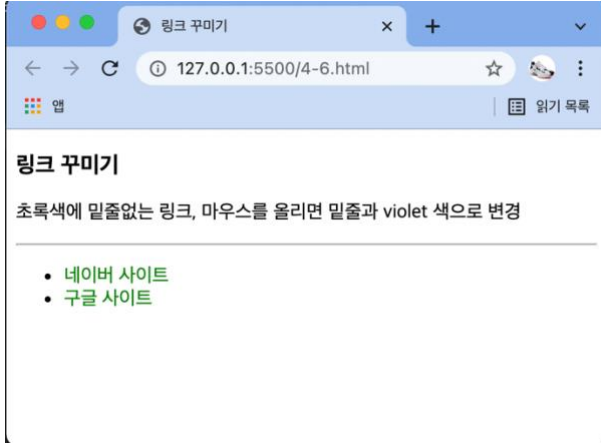 링크 꾸미기
127.0.0.1:5500/4-6.html
앱
읽기 목록
링크 꾸미기
초록색에 밑줄없는 링크, 마우스를 올리면 밑줄과 violet 색으로 변경
네이버 사이트
구글 사이트